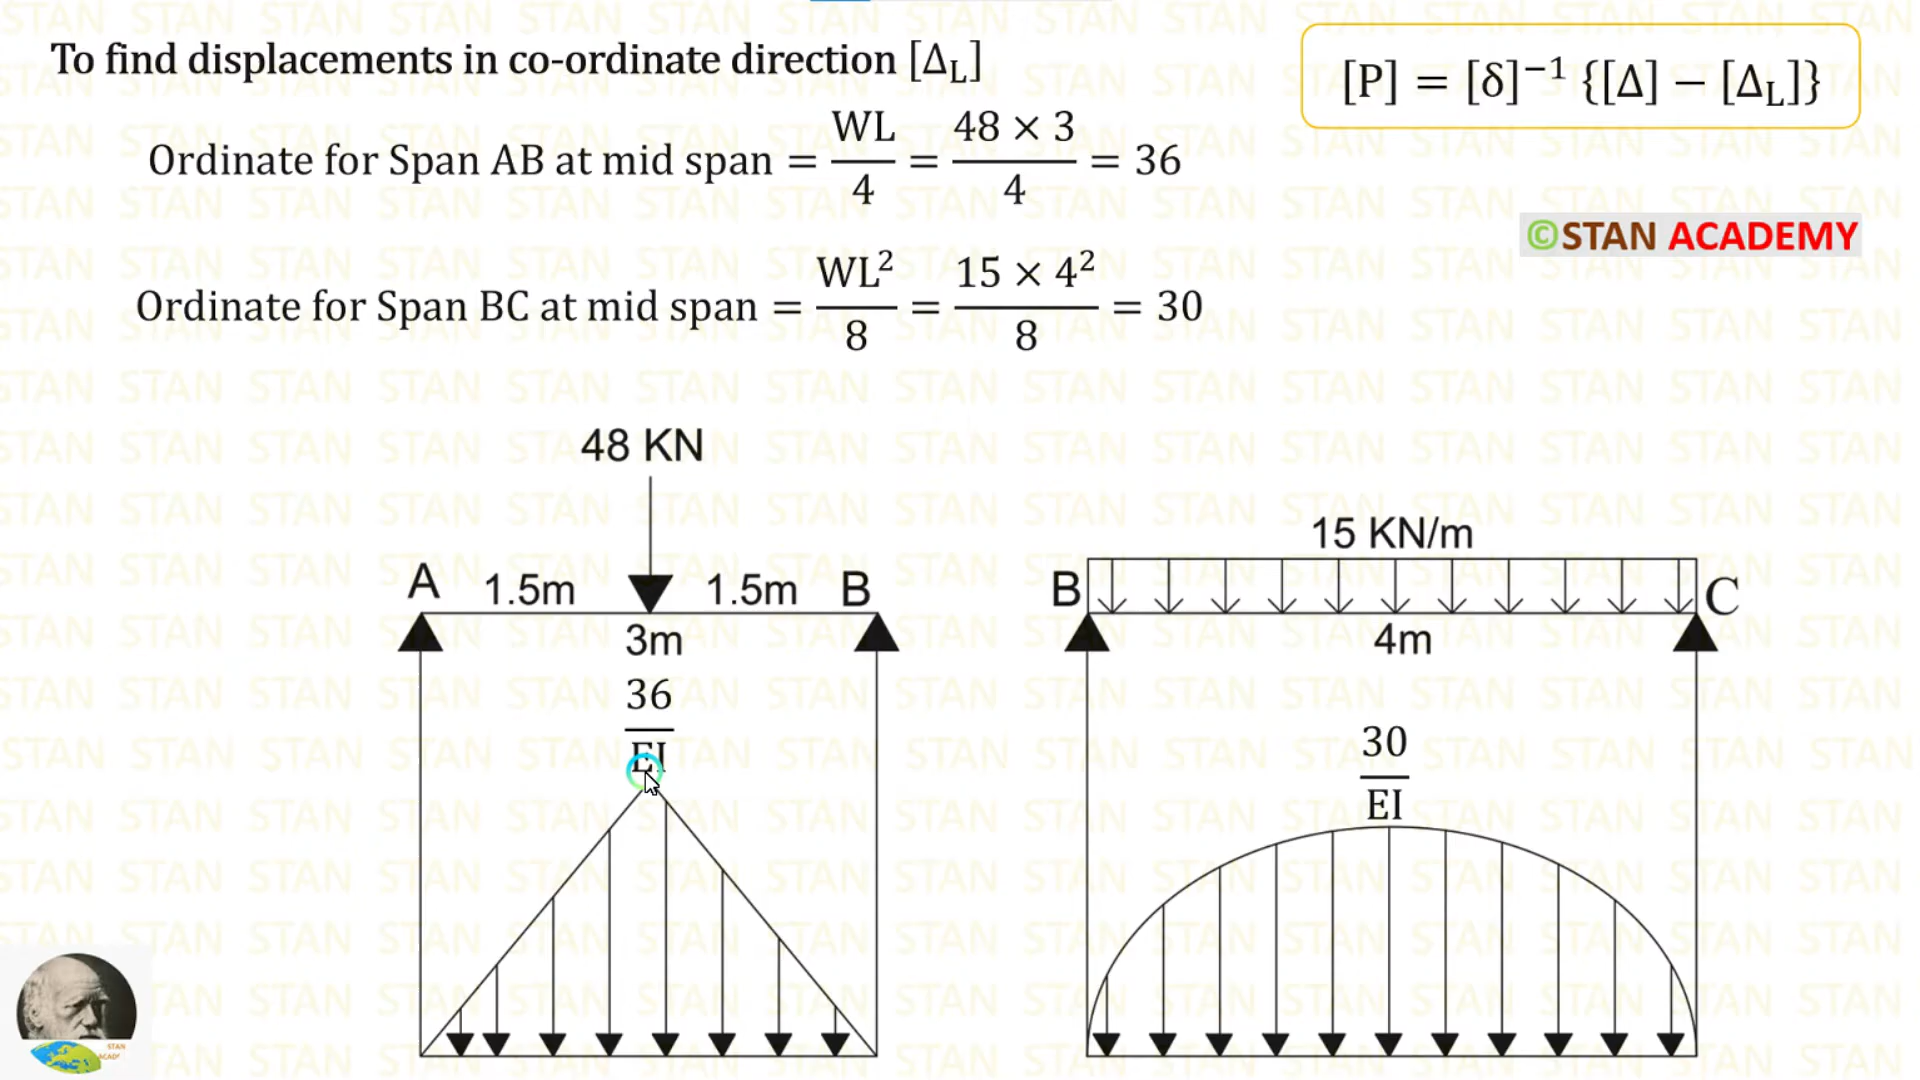 To find displacements in co-ordinate direction [Δ_L]
[P] = [δ]⁻¹ {[Δ] − [Δ_L]}
Ordinate for Span AB at mid span = WL/4 = 48 × 3/4 = 36
©STAN ACADEMY
Ordinate for Span BC at mid span = WL²/8 = 15 × 4²/8 = 30
48 KN
15 KN/m
A 1.5m 1.5m B
B C
3m
4m
36/EI
30/EI
STAN